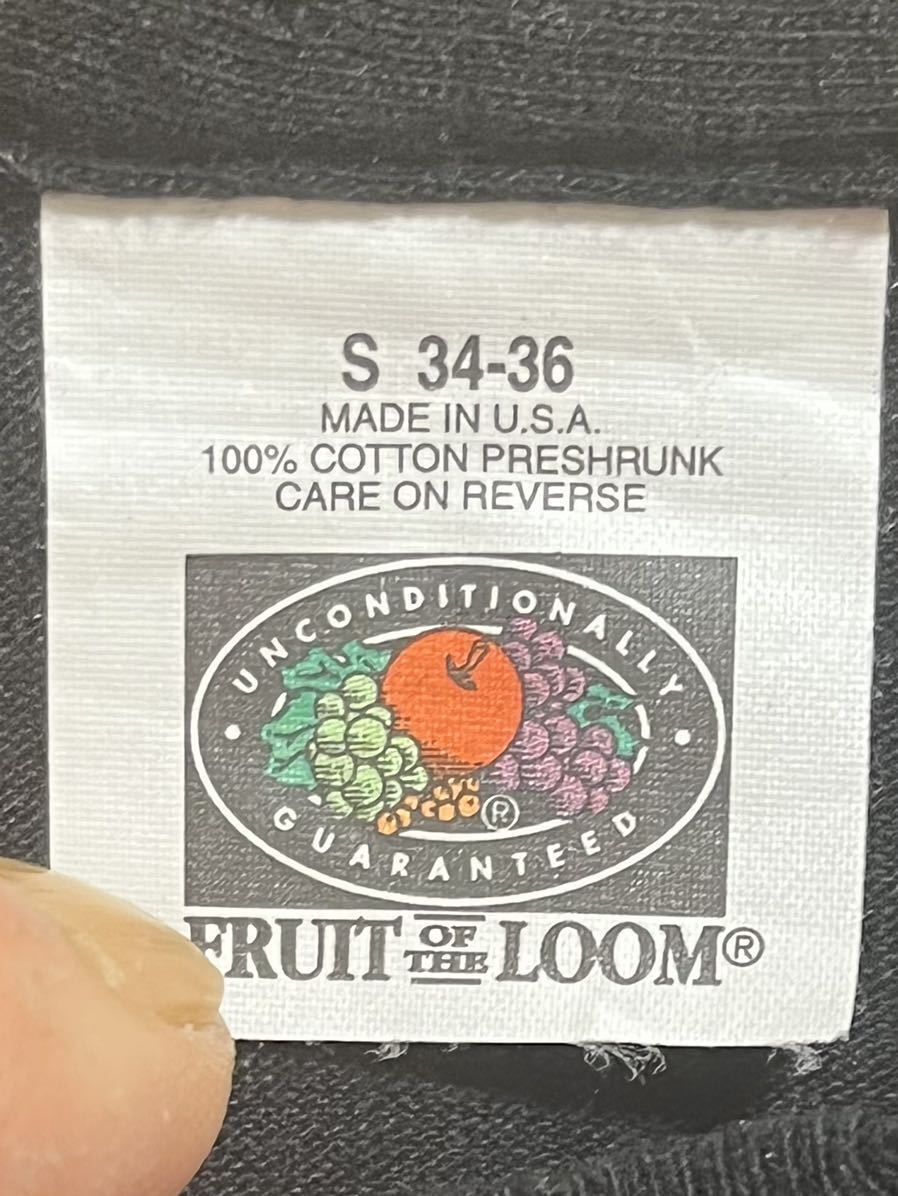 S 34-36
MADE IN U.S.A.
100% COTTON PRESHRUNK
CARE ON REVERSE
UNCONDITIONALLY
®
GUARANTEED
FRUIT OF THE LOOM®